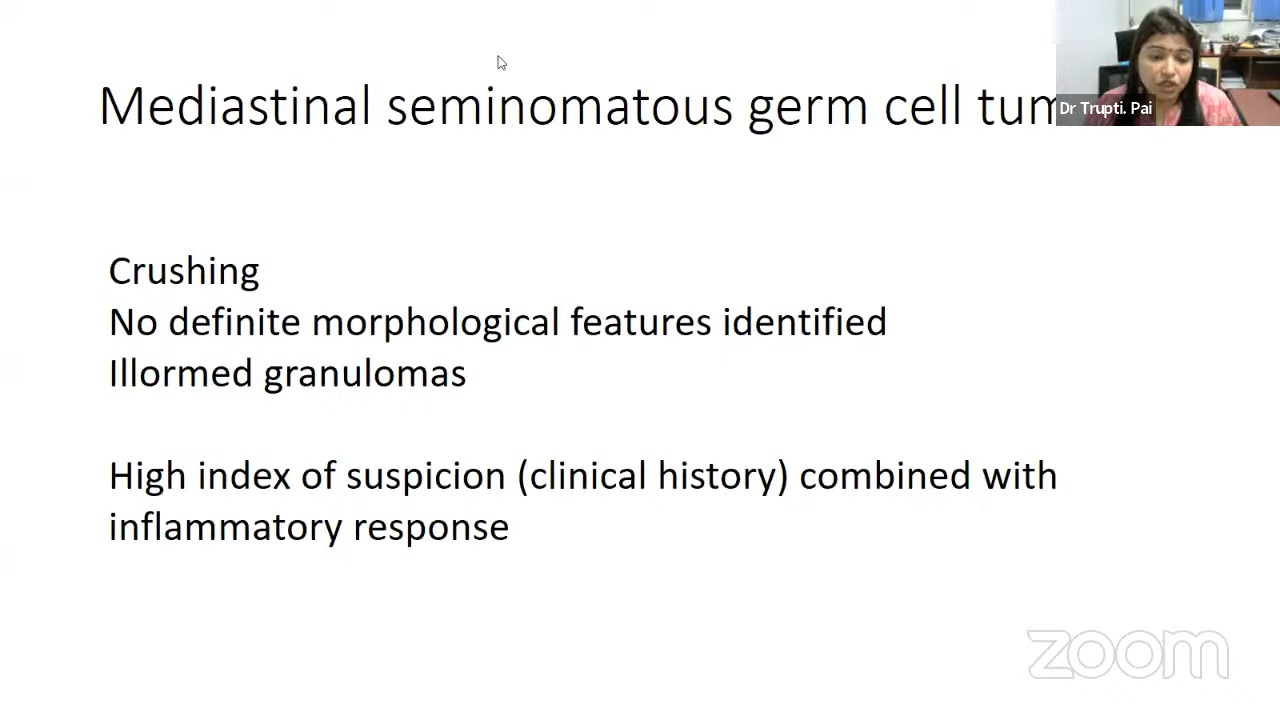 Mediastinal seminomatous germ cell tum
Dr Trupti. Pai
Crushing
No definite morphological features identified
Illormed granulomas
High index of suspicion (clinical history) combined with
inflammatory response
zoom